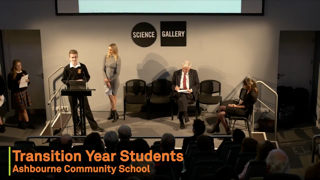 SCIENCE
GALLERY
Transition Year Students
Ashbourne Community School